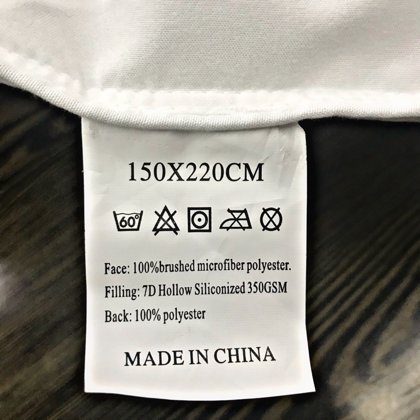 150X220CM
60°
Face: 100%brushed microfiber polyester.
Filling: 7D Hollow Siliconized 350GSM
Back: 100% polyester
MADE IN CHINA